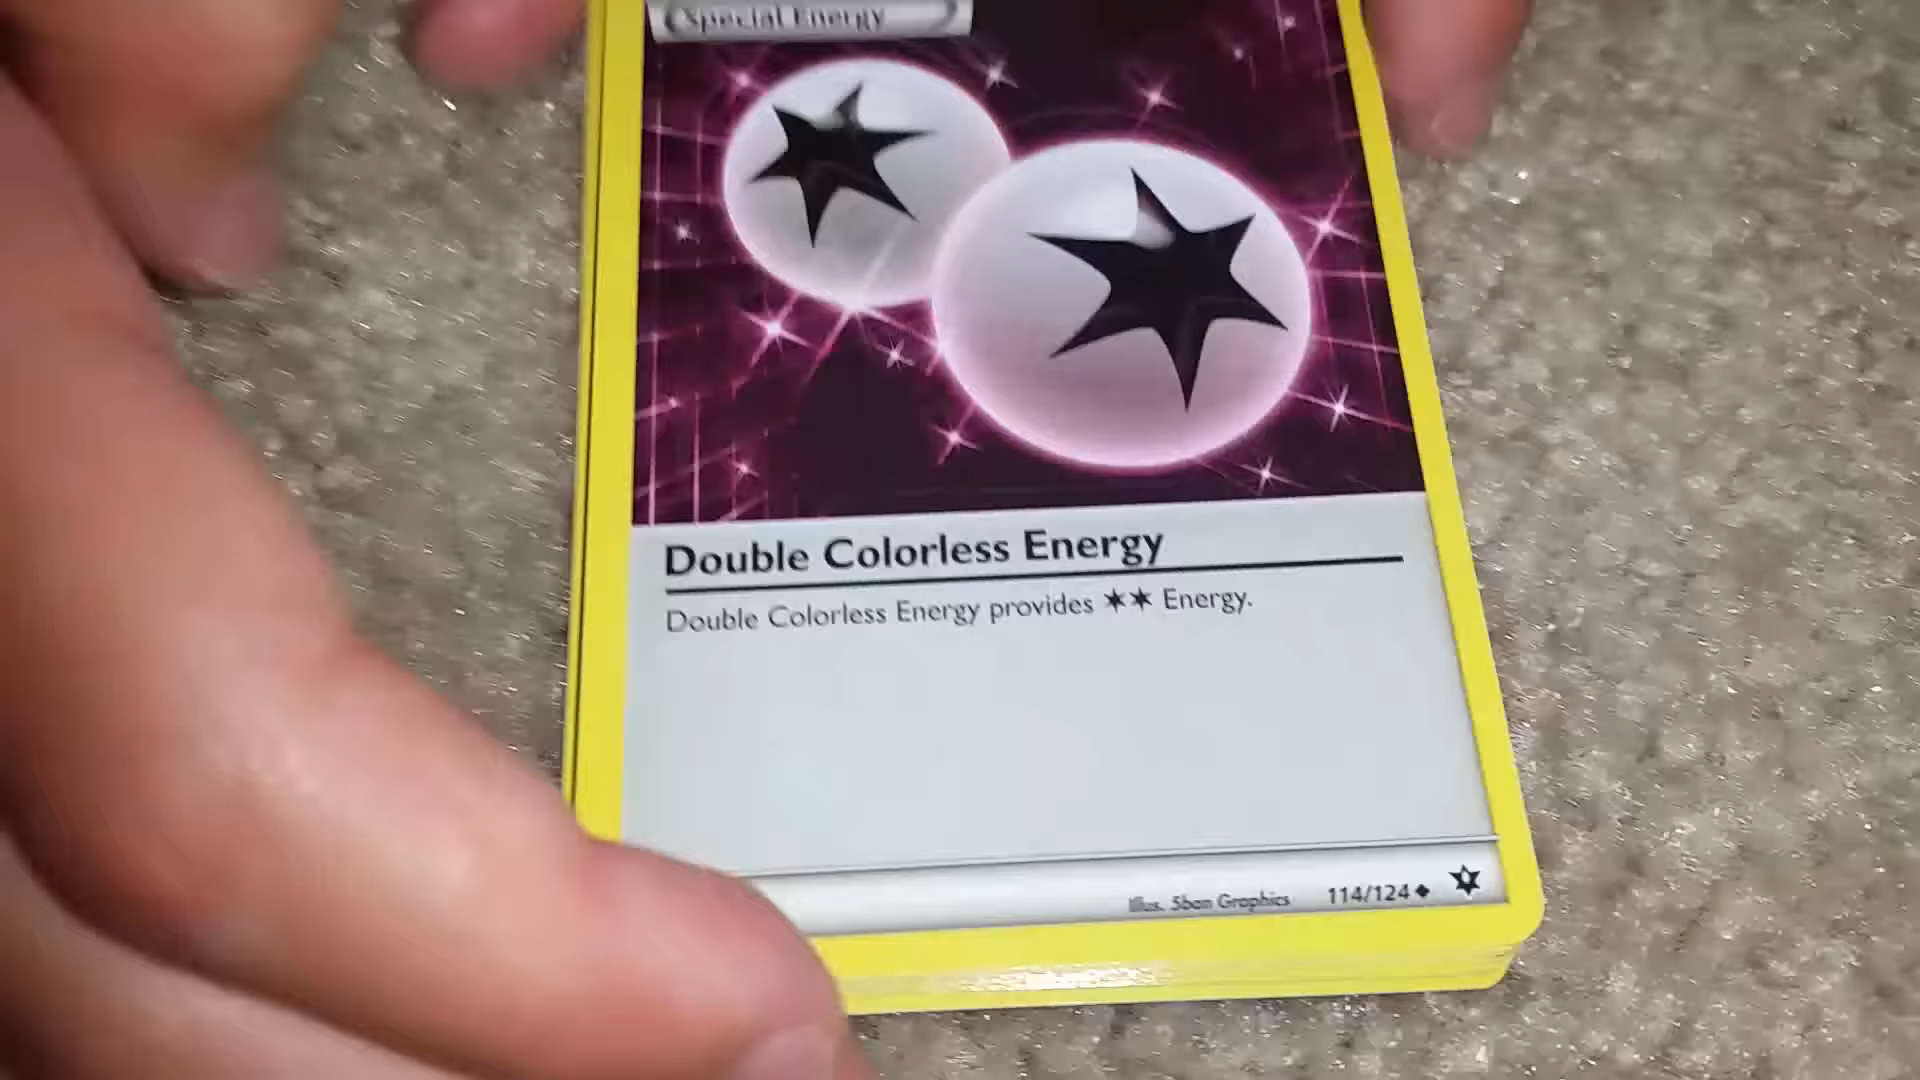 Special Energy
Double Colorless Energy
Double Colorless Energy provides ✶✶ Energy.
Illus. 5ban Graphics 114/124